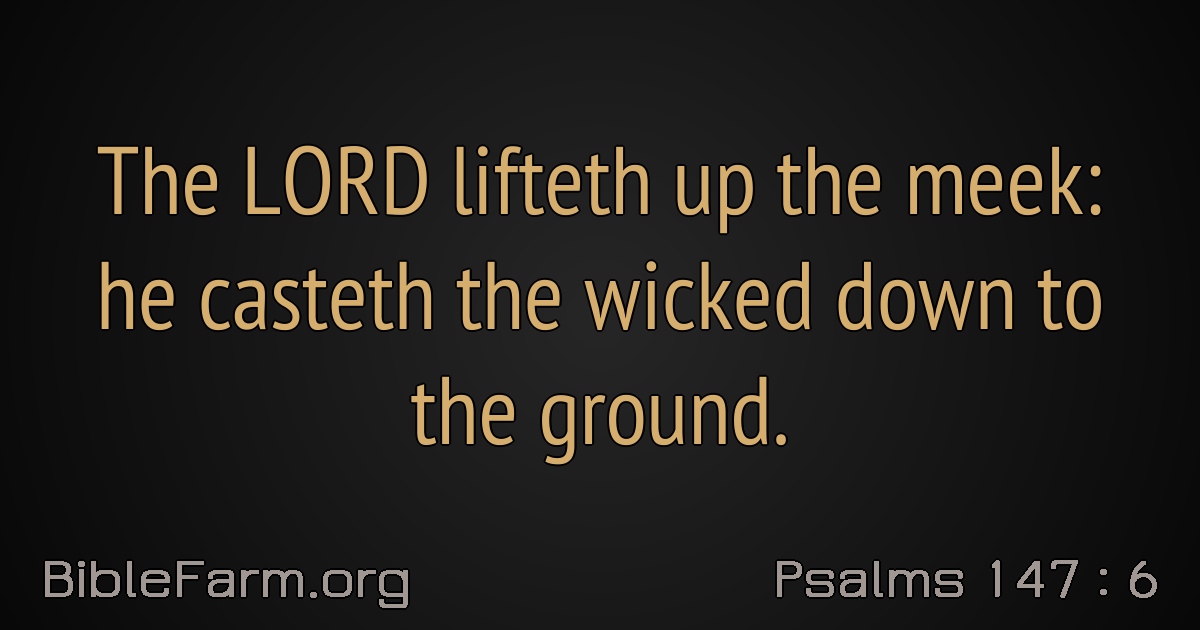 The LORD lifteth up the meek:
he casteth the wicked down to
the ground.
BibleFarm.org
Psalms 147 : 6